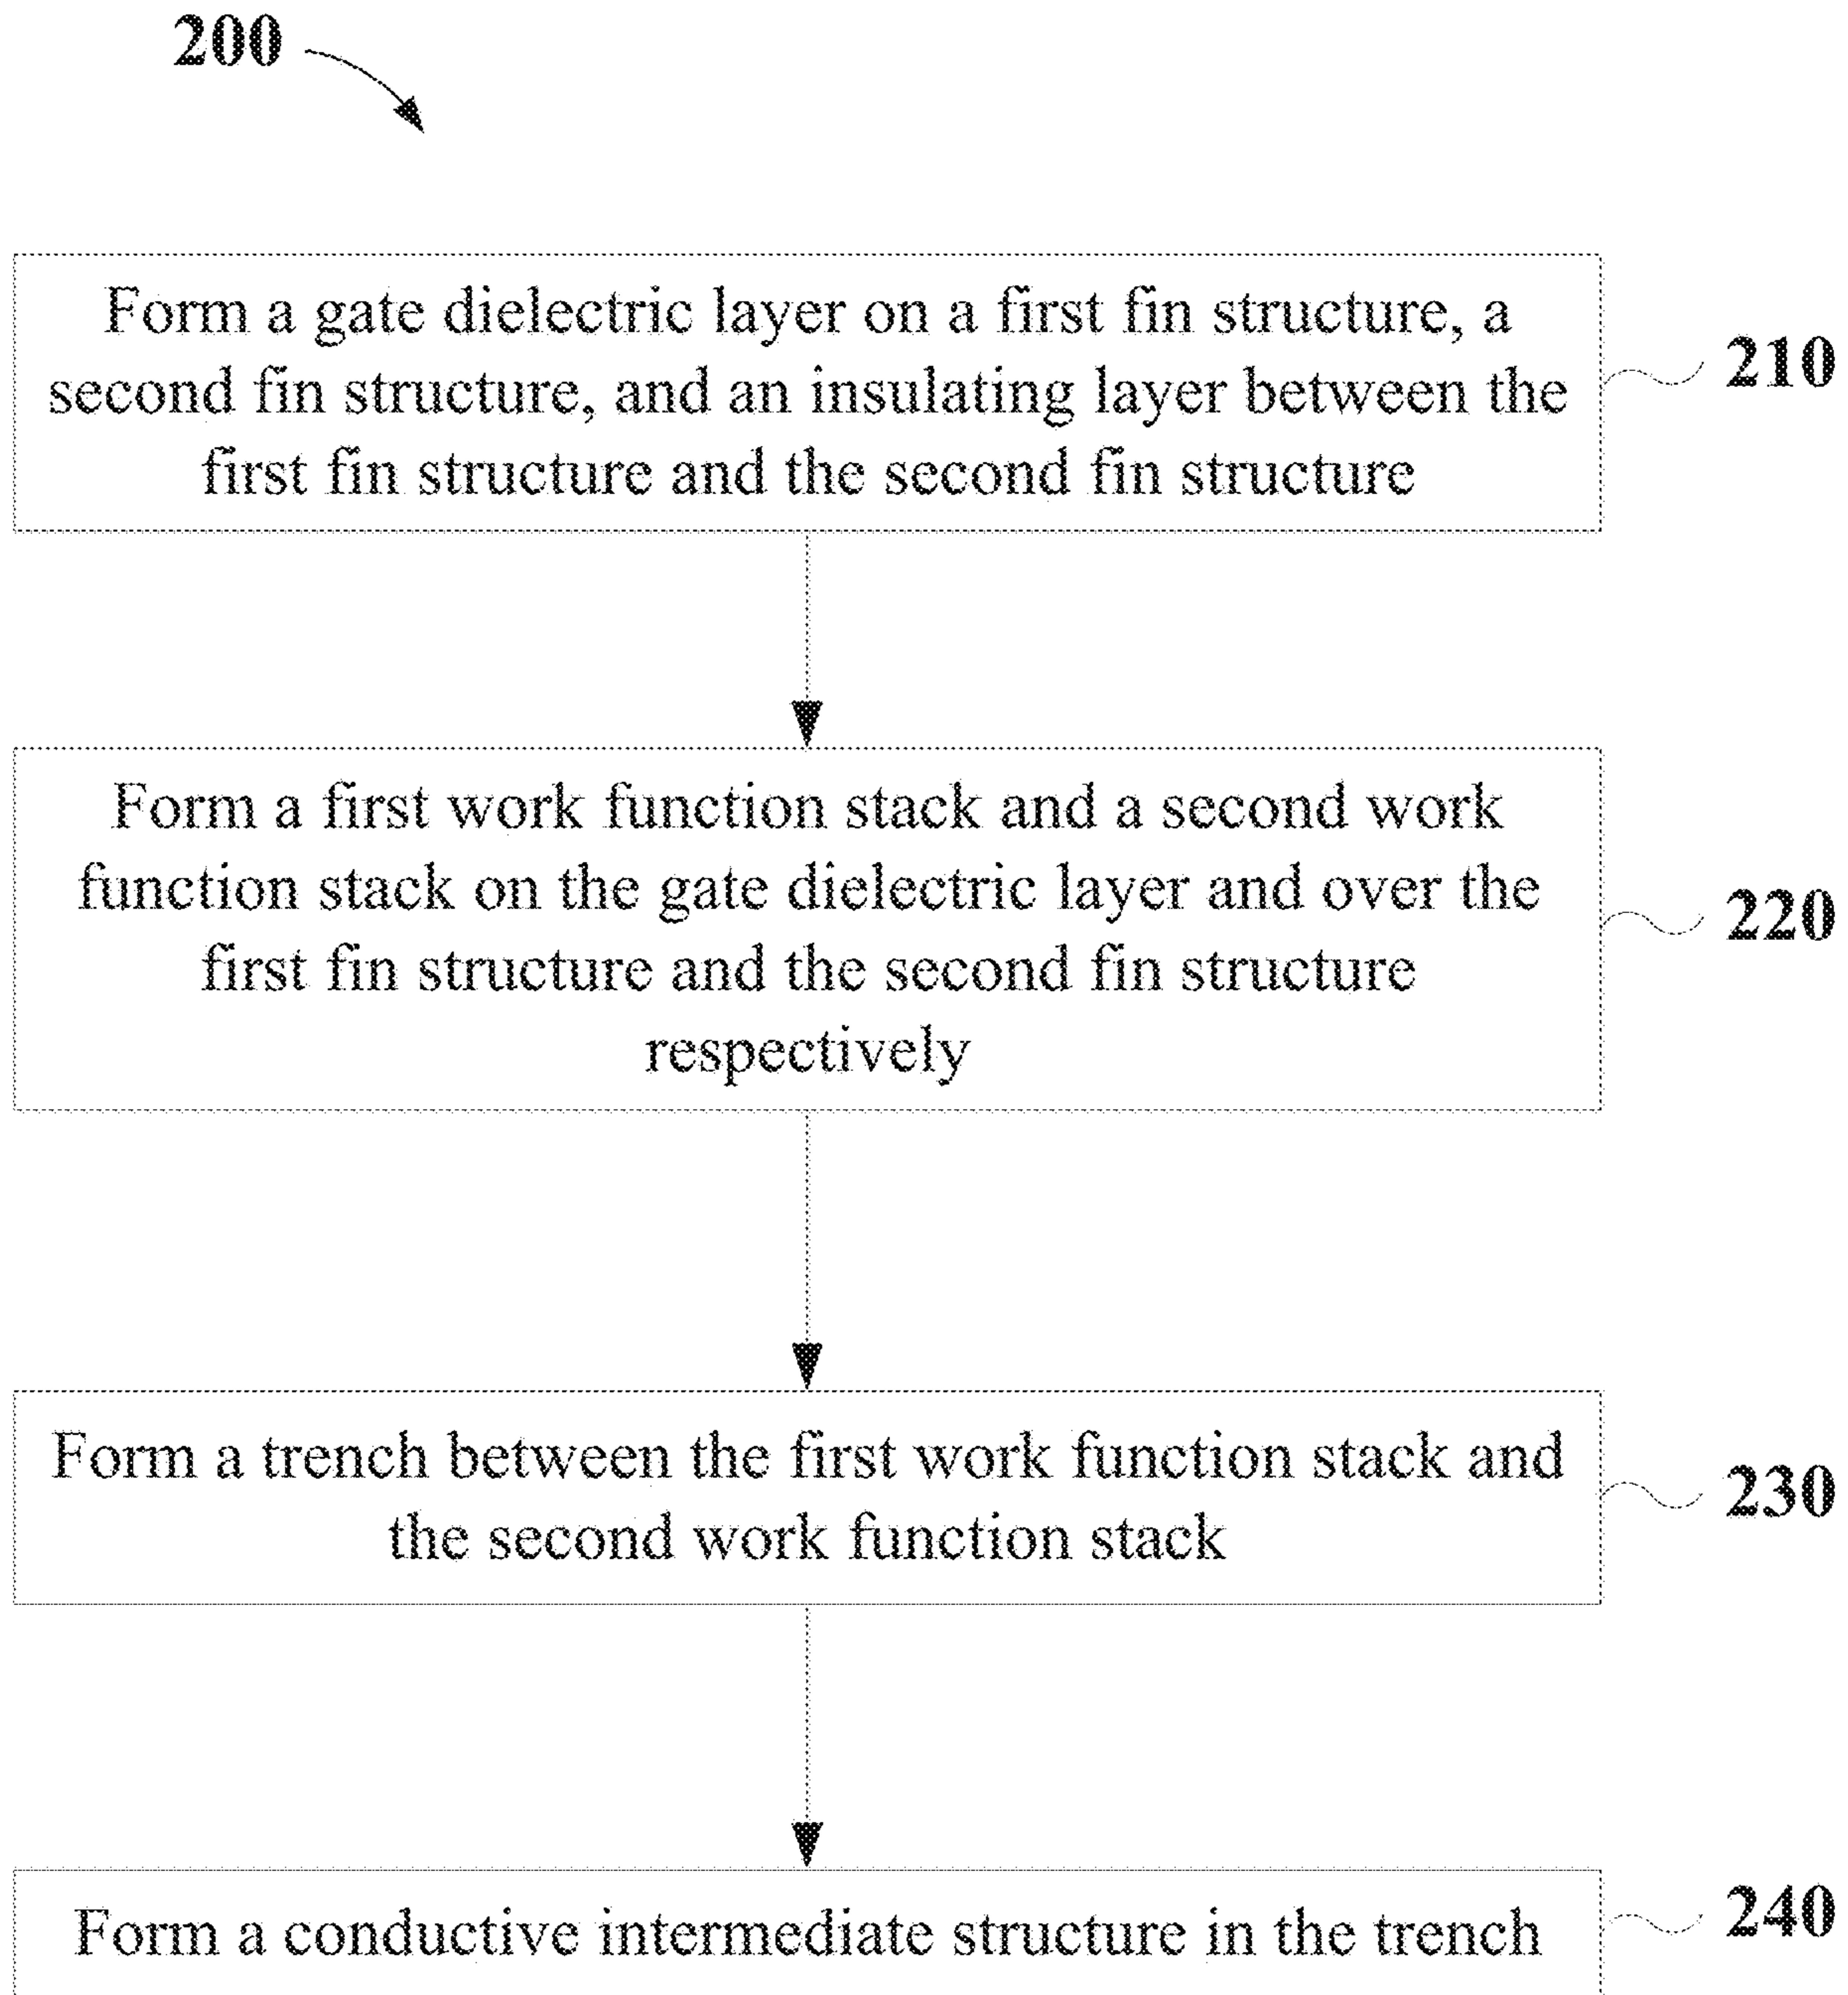 200
Form a gate dielectric layer on a first fin structure, a
second fin structure, and an insulating layer between the
first fin structure and the second fin structure
210
Form a first work function stack and a second work
function stack on the gate dielectric layer and over the
first fin structure and the second fin structure
respectively
220
Form a trench between the first work function stack and
the second work function stack
230
Form a conductive intermediate structure in the trench
240